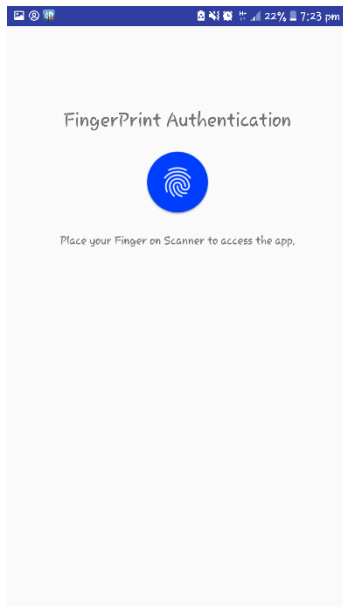 22% 7:23 pm
FingerPrint Authentication
Place your Finger on Scanner to access the app.